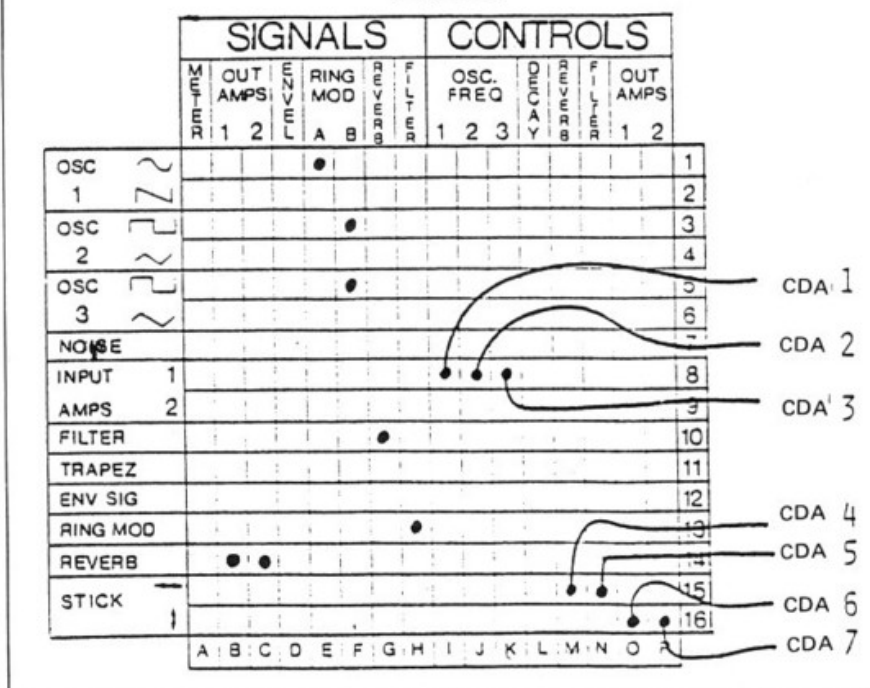 SIGNALS CONTROLS
METER OUT AMPS 1 2 ENVEL RING MOD A B REVERB FILTER OSC. FREQ 1 2 3 DECAY REVERB FILTER OUT AMPS 1 2
OSC 1
1 2
OSC 3
2 4
OSC 5
3 6
NOISE 7
INPUT 1 8
AMPS 2 9
FILTER 10
TRAPEZ 11
ENV SIG 12
RING MOD 13
REVERB 14
STICK 15
16
A B C D E F G H I J K L M N O P
CDA 1
CDA 2
CDA 3
CDA 4
CDA 5
CDA 6
CDA 7